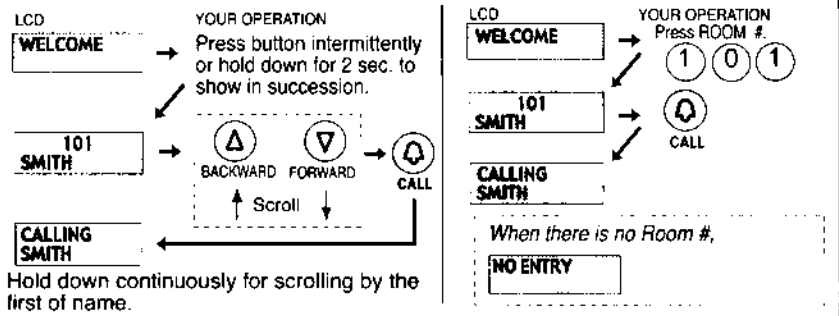 LCD
YOUR OPERATION
WELCOME
Press button intermittently
or hold down for 2 sec. to
show in succession.
101
SMITH
BACKWARD FORWARD
CALL
Scroll
CALLING
SMITH
Hold down continuously for scrolling by the
first of name.
LCD
YOUR OPERATION
WELCOME
Press ROOM #.
1 0 1
101
SMITH
CALL
CALLING
SMITH
When there is no Room #,
NO ENTRY